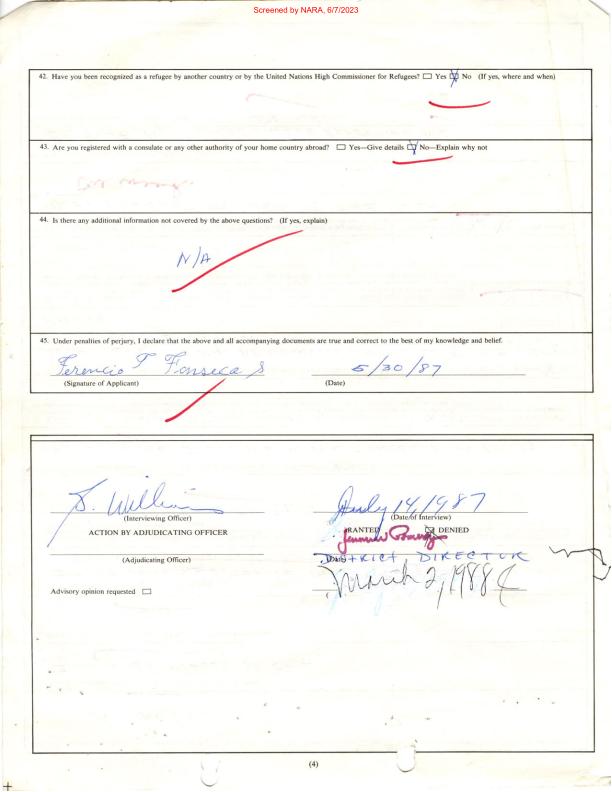 Screened by NARA, 6/7/2023
42. Have you been recognized as a refugee by another country or by the United Nations High Commissioner for Refugees? ☐ Yes ☒ No (If yes, where and when)
43. Are you registered with a consulate or any other authority of your home country abroad? ☐ Yes—Give details ☒ No—Explain why not
44. Is there any additional information not covered by the above questions? (If yes, explain)
N/A
45. Under penalties of perjury, I declare that the above and all accompanying documents are true and correct to the best of my knowledge and belief.
Terencio T Fonseca S 5/30/87
(Signature of Applicant) (Date)
July 14, 1987
(Interviewing Officer) (Date of Interview)
ACTION BY ADJUDICATING OFFICER GRANTED ☒ DENIED
DISTRICT DIRECTOR
(Adjudicating Officer)
March 2, 1988
Advisory opinion requested ☐
(4)